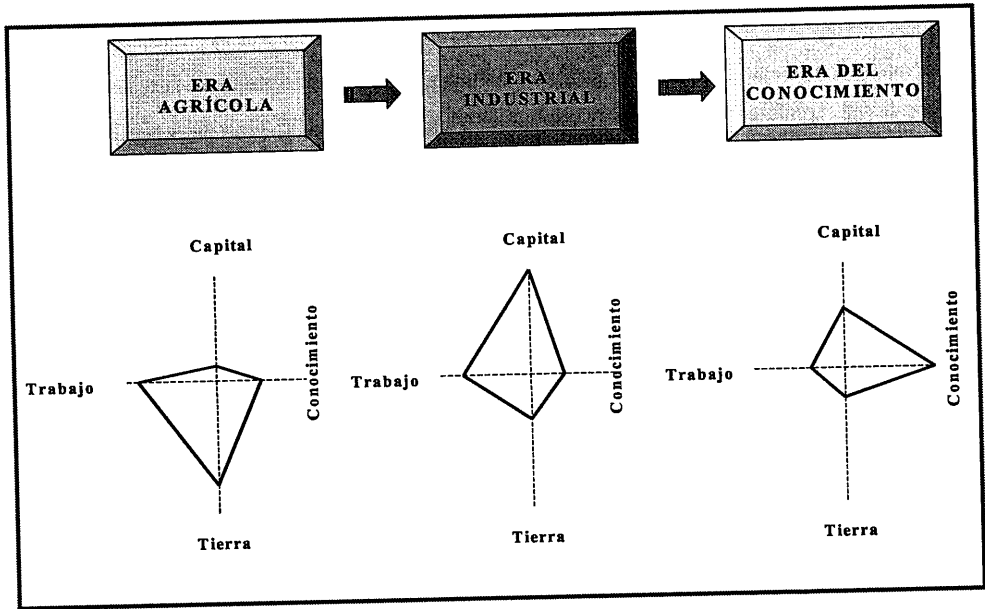 ERA
AGRÍCOLA
ERA
INDUSTRIAL
ERA DEL
CONOCIMIENTO
Capital
Trabajo
Conocimiento
Tierra
Capital
Trabajo
Conocimiento
Tierra
Capital
Trabajo
Conocimiento
Tierra